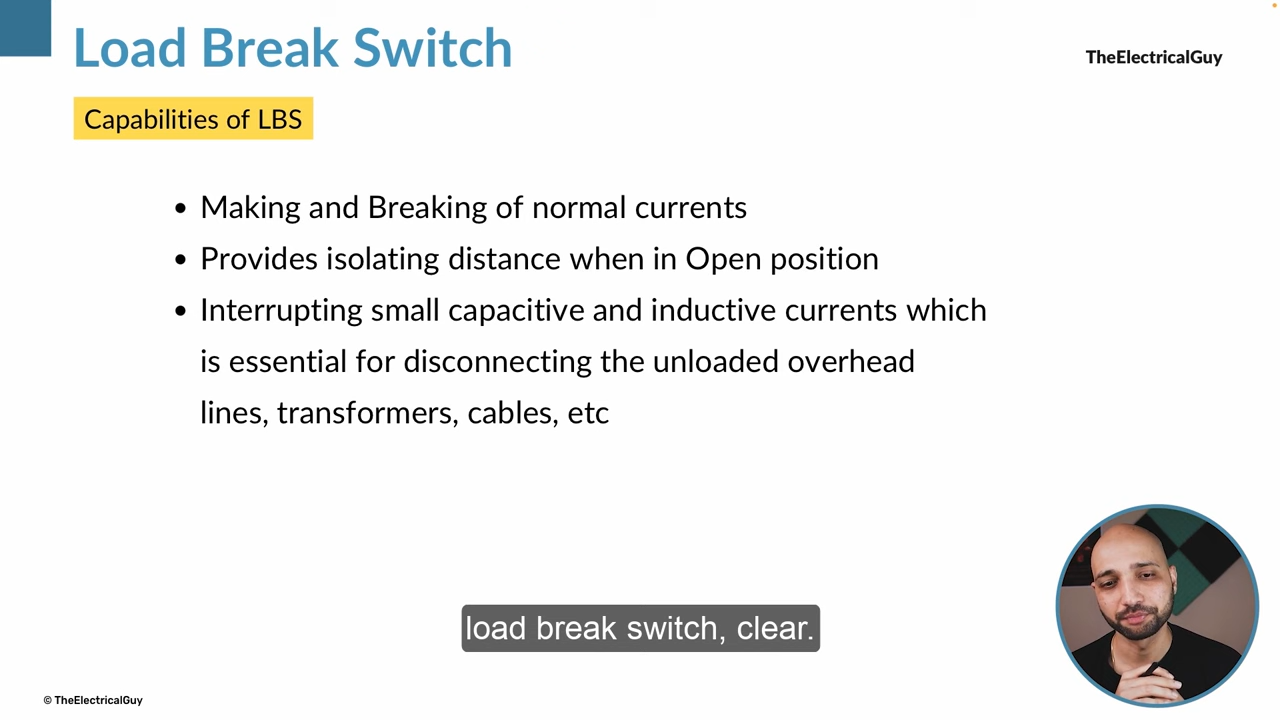 Load Break Switch
TheElectricalGuy
Capabilities of LBS
• Making and Breaking of normal currents
• Provides isolating distance when in Open position
• Interrupting small capacitive and inductive currents which
is essential for disconnecting the unloaded overhead
lines, transformers, cables, etc
load break switch, clear.
© TheElectricalGuy